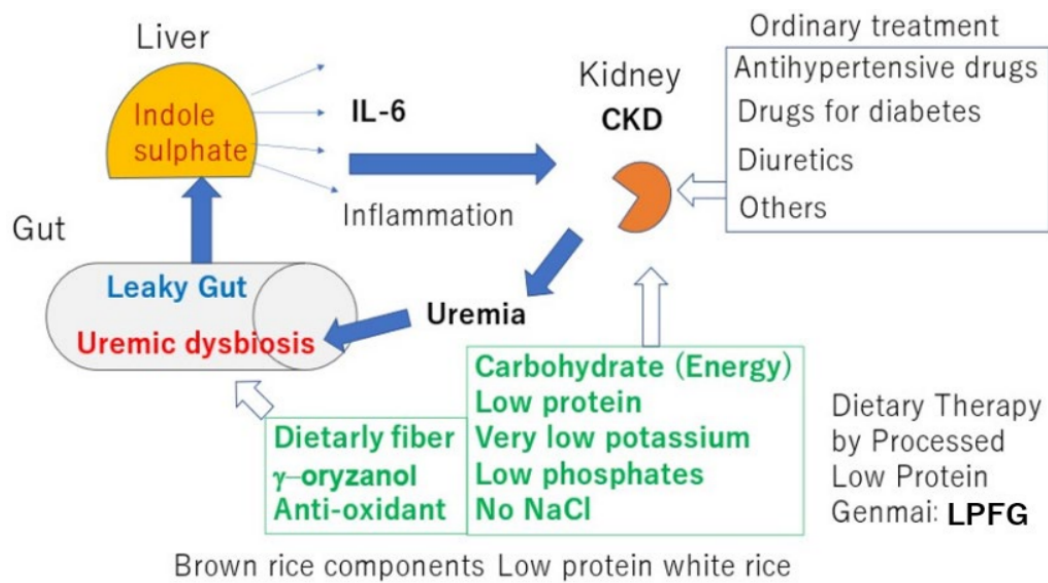 Ordinary treatment
Liver
Antihypertensive drugs
Kidney
Drugs for diabetes
IL-6
CKD
Indole
sulphate
Diuretics
Others
Inflammation
Gut
Leaky Gut
Uremia
Uremic dysbiosis
Carbohydrate (Energy)
Low protein
Very low potassium
Low phosphates
No NaCl
Dietarly fiber
γ-oryzanol
Anti-oxidant
Dietary Therapy
by Processed
Low Protein
Genmai: LPFG
Brown rice components Low protein white rice